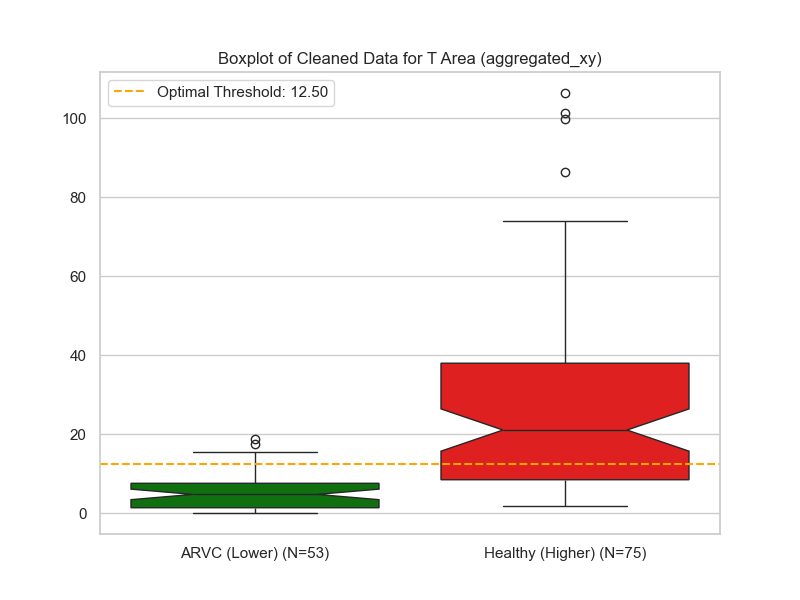 Boxplot of Cleaned Data for T Area (aggregated_xy)
Optimal Threshold: 12.50
100
80
60
40
20
0
ARVC (Lower) (N=53)
Healthy (Higher) (N=75)